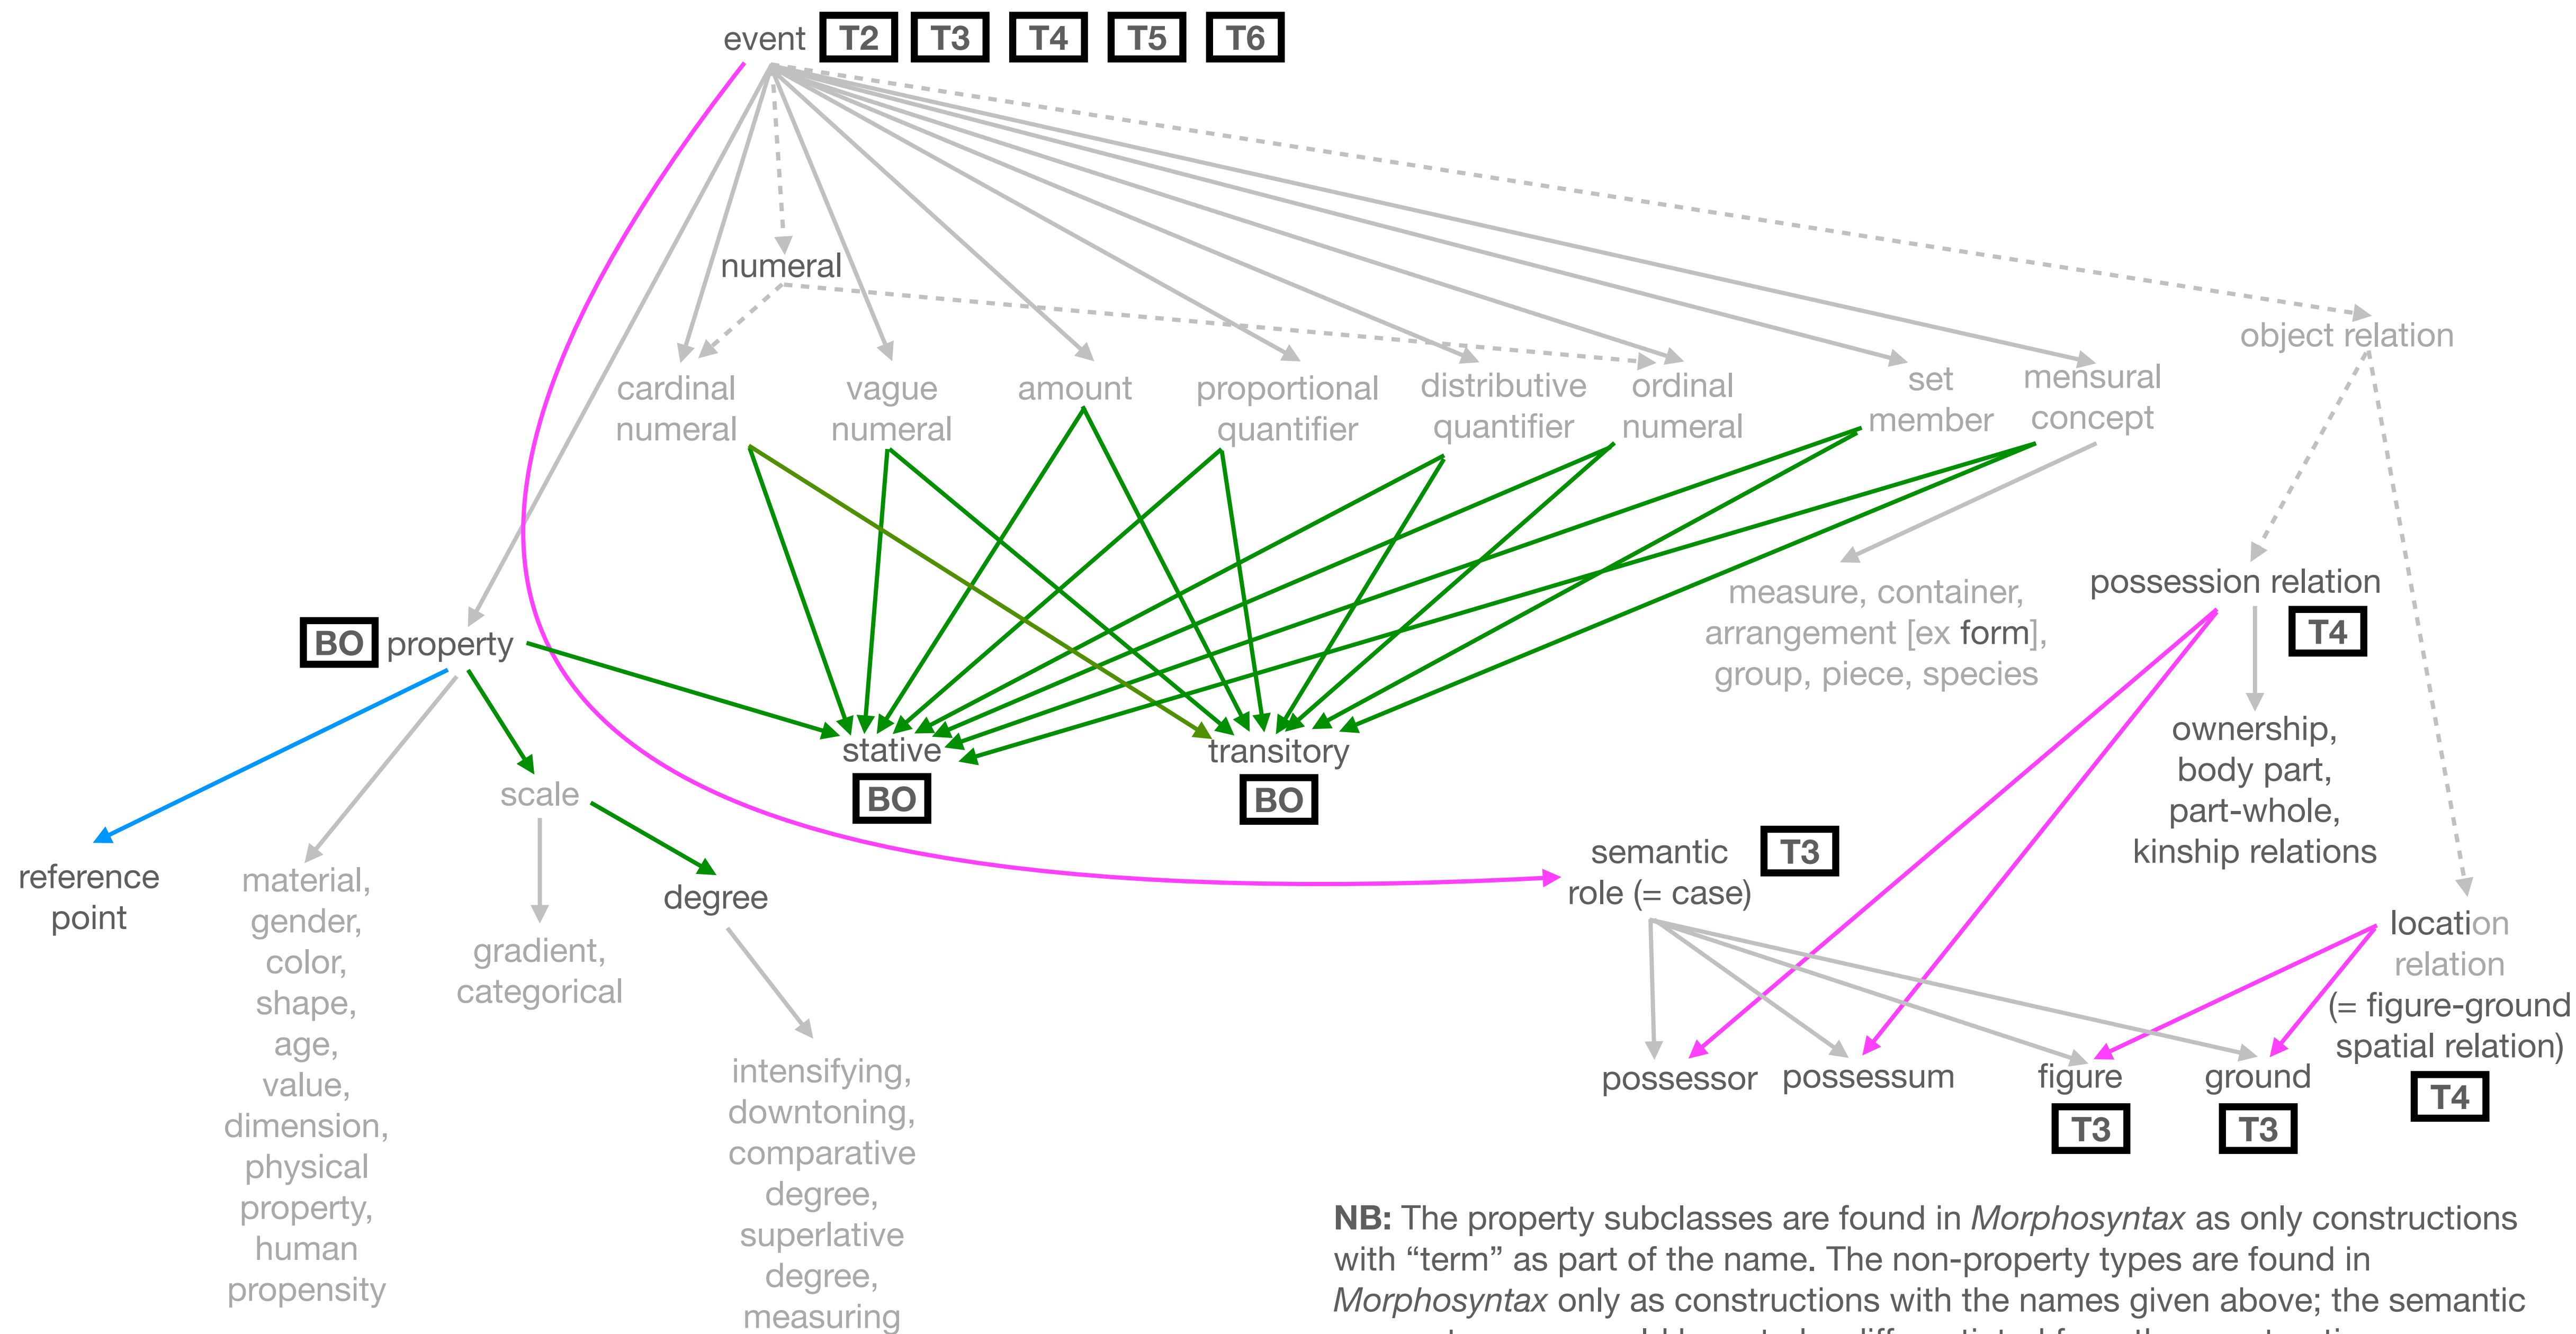 event T2 T3 T4 T5 T6
numeral
object relation
cardinal
numeral
vague
numeral
amount
proportional
quantifier
distributive
quantifier
ordinal
numeral
set
member
mensural
concept
measure, container,
arrangement [ex form],
group, piece, species
possession relation
T4
ownership,
body part,
part-whole,
kinship relations
BO property
stative
BO
transitory
BO
scale
reference
point
material,
gender,
color,
shape,
age,
value,
dimension,
physical
property,
human
propensity
gradient,
categorical
degree
intensifying,
downtoning,
comparative
degree,
superlative
degree,
measuring
semantic
role (= case)
T3
location
relation
(= figure-ground
spatial relation)
T4
possessor
possessum
figure
T3
ground
T3
NB: The property subclasses are found in Morphosyntax as only constructions
with “term” as part of the name. The non-property types are found in
Morphosyntax only as constructions with the names given above; the semantic